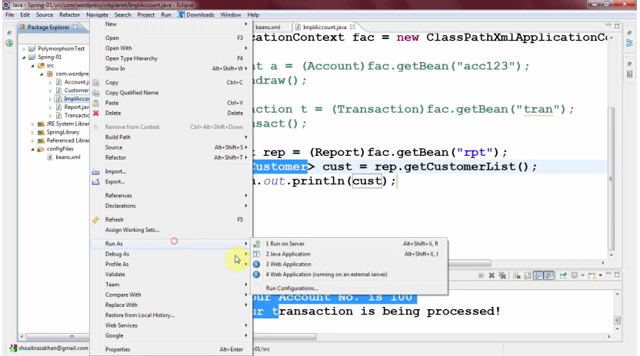 Java - Spring-01/src/com/wordpress/srkplanet/ImplAccount.java - Eclipse
File Edit Source Refactor Navigate Search Project Run Downloads Window Help
Package Explorer
beans.xml
ImplAccount.java
PolymorphismTest
Spring-01
src
com.wordpress
Account.j
Customer
ImplAcco
Report.jav
Transactio
JRE System Library
SpringLibrary
Referenced Librari
configFiles
beans.xml
New
Open F3
Open With
Open Type Hierarchy F4
Show In Alt+Shift+W
Copy Ctrl+C
Copy Qualified Name
Paste Ctrl+V
Delete Delete
Remove from Context Ctrl+Alt+Shift+Down
Build Path
Source Alt+Shift+S
Refactor Alt+Shift+T
Import...
Export...
References
Declarations
Refresh F5
Assign Working Sets...
Run As
Debug As
Profile As
Validate
Team
Compare With
Replace With
Restore from Local History...
Web Services
Google
Properties Alt+Enter
1 Run on Server Alt+Shift+X, R
2 Java Application Alt+Shift+X, J
3 Web Application
4 Web Application (running on an external server)
Run Configurations...
cationContext fac = new ClassPathXmlApplicationCo
t a = (Account)fac.getBean("acc123");
draw();
tion t = (Transaction)fac.getBean("tran");
sact();
t rep = (Report)fac.getBean("rpt");
Customer> cust = rep.getCustomerList();
m.out.println(cust);
our Account No. is 100
ur transaction is being processed!
shoaibrazakhan@gmail.com